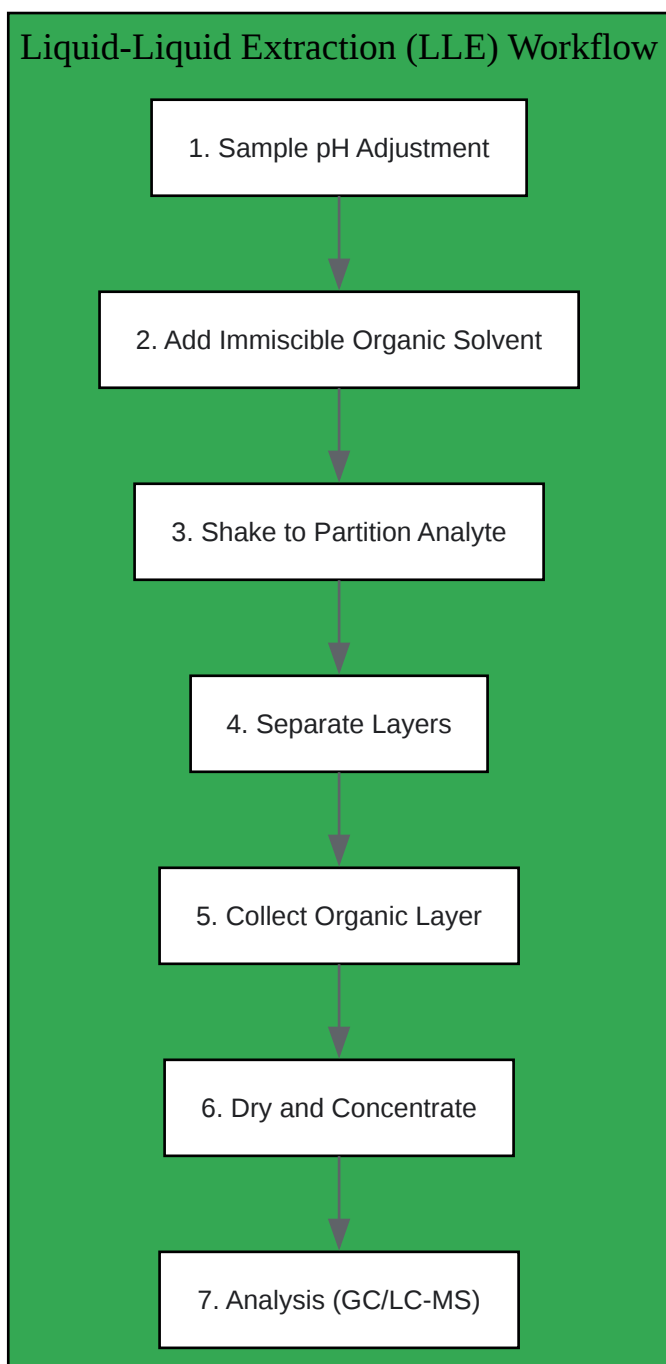 Liquid-Liquid Extraction (LLE) Workflow
1. Sample pH Adjustment
2. Add Immiscible Organic Solvent
3. Shake to Partition Analyte
4. Separate Layers
5. Collect Organic Layer
6. Dry and Concentrate
7. Analysis (GC/LC-MS)